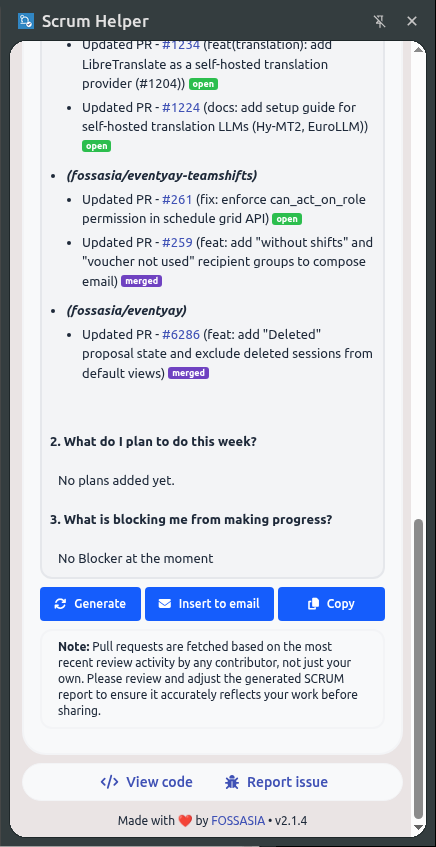 Scrum Helper
Updated PR - #1234 (feat(translation): add
LibreTranslate as a self-hosted translation
provider (#1204)) open
Updated PR - #1224 (docs: add setup guide for
self-hosted translation LLMs (Hy-MT2, EuroLLM))
open
(fossasia/eventyay-teamshifts)
Updated PR - #261 (fix: enforce can_act_on_role
permission in schedule grid API) open
Updated PR - #259 (feat: add "without shifts" and
"voucher not used" recipient groups to compose
email) merged
(fossasia/eventyay)
Updated PR - #6286 (feat: add "Deleted"
proposal state and exclude deleted sessions from
default views) merged
2. What do I plan to do this week?
No plans added yet.
3. What is blocking me from making progress?
No Blocker at the moment
Generate Insert to email Copy
Note: Pull requests are fetched based on the most
recent review activity by any contributor, not just your
own. Please review and adjust the generated SCRUM
report to ensure it accurately reflects your work before
sharing.
</> View code Report issue
Made with ❤️ by FOSSASIA • v2.1.4